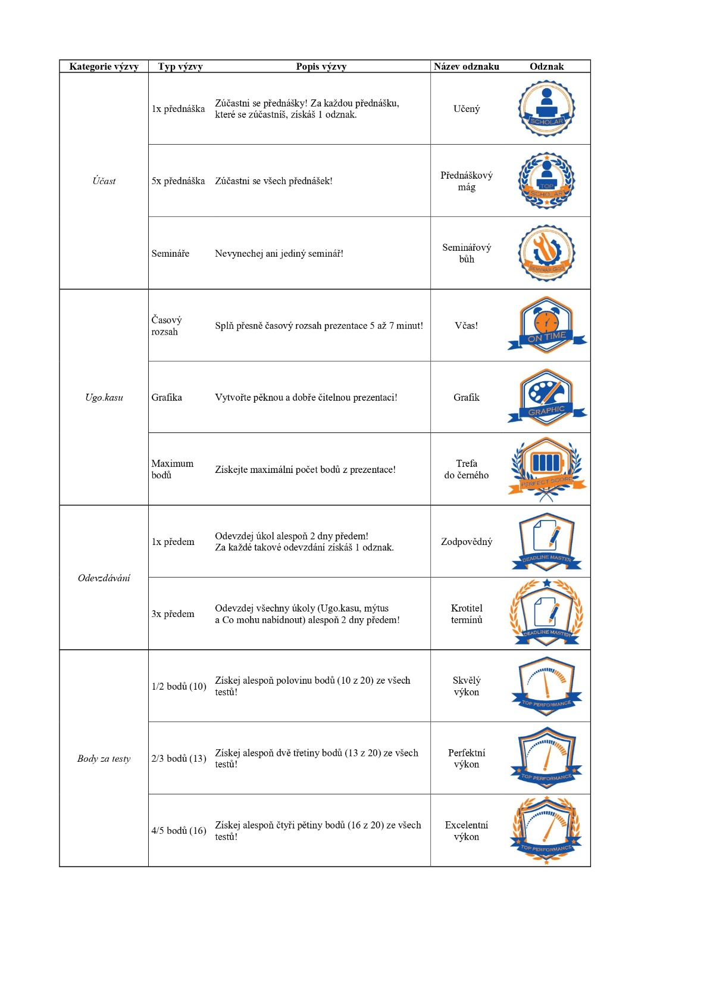 Kategorie výzvy Typ výzvy Popis výzvy Název odznaku Odznak
Účast
1x přednáška
Zúčastni se přednášky! Za každou přednášku,
které se zúčastníš, získáš 1 odznak.
Učený
SCHOLAR
5x přednáška
Zúčastni se všech přednášek!
Přednáškový
mág
TOP
SCHOLAR
Semináře
Nevynechej ani jediný seminář!
Seminářový
bůh
SEMINAR GOD
Ugo.kasu
Časový
rozsah
Splň přesně časový rozsah prezentace 5 až 7 minut!
Včas!
ON TIME
Grafika
Vytvořte pěknou a dobře čitelnou prezentaci!
Grafik
GRAPHIC
Maximum
bodů
Získejte maximální počet bodů z prezentace!
Trefa
do černého
PERFECT SCORE
Odevzdávání
1x předem
Odevzdej úkol alespoň 2 dny předem!
Za každé takové odevzdání získáš 1 odznak.
Zodpovědný
DEADLINE MASTER
3x předem
Odevzdej všechny úkoly (Ugo.kasu, mýtus
a Co mohu nabídnout) alespoň 2 dny předem!
Krotitel
termínů
DEADLINE MASTER
Body za testy
1/2 bodů (10)
Získej alespoň polovinu bodů (10 z 20) ze všech
testů!
Skvělý
výkon
TOP PERFORMANCE
2/3 bodů (13)
Získej alespoň dvě třetiny bodů (13 z 20) ze všech
testů!
Perfektní
výkon
TOP PERFORMANCE
4/5 bodů (16)
Získej alespoň čtyři pětiny bodů (16 z 20) ze všech
testů!
Excelentní
výkon
TOP PERFORMANCE